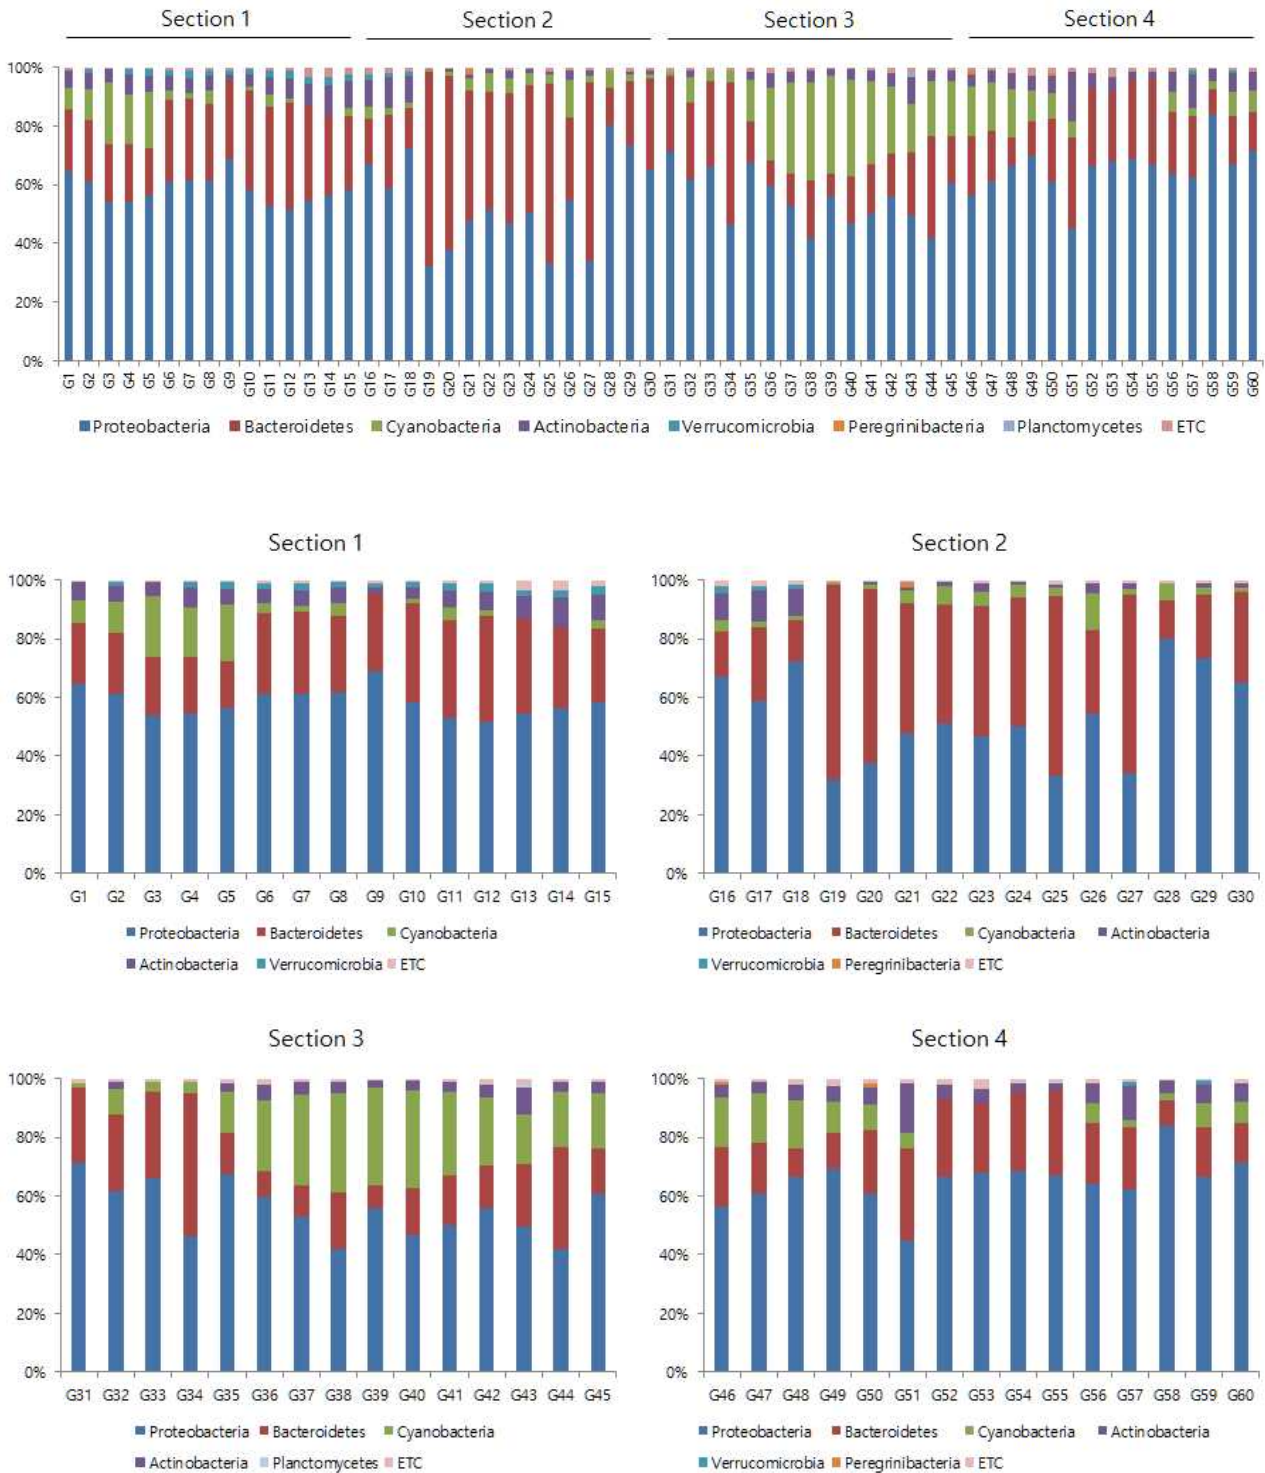 Section 1 Section 2 Section 3 Section 4
100%
80%
60%
40%
20%
0%
G1 G2 G3 G4 G5 G6 G7 G8 G9 G10 G11 G12 G13 G14 G15 G16 G17 G18 G19 G20 G21 G22 G23 G24 G25 G26 G27 G28 G29 G30 G31 G32 G33 G34 G35 G36 G37 G38 G39 G40 G41 G42 G43 G44 G45 G46 G47 G48 G49 G50 G51 G52 G53 G54 G55 G56 G57 G58 G59 G60
Proteobacteria Bacteroidetes Cyanobacteria Actinobacteria Verrucomicrobia Peregrinibacteria Planctomycetes ETC
Section 1
100%
80%
60%
40%
20%
0%
G1 G2 G3 G4 G5 G6 G7 G8 G9 G10 G11 G12 G13 G14 G15
Proteobacteria Bacteroidetes Cyanobacteria
Actinobacteria Verrucomicrobia ETC
Section 2
100%
80%
60%
40%
20%
0%
G16 G17 G18 G19 G20 G21 G22 G23 G24 G25 G26 G27 G28 G29 G30
Proteobacteria Bacteroidetes Cyanobacteria Actinobacteria
Verrucomicrobia Peregrinibacteria ETC
Section 3
100%
80%
60%
40%
20%
0%
G31 G32 G33 G34 G35 G36 G37 G38 G39 G40 G41 G42 G43 G44 G45
Proteobacteria Bacteroidetes Cyanobacteria
Actinobacteria Planctomycetes ETC
Section 4
100%
80%
60%
40%
20%
0%
G46 G47 G48 G49 G50 G51 G52 G53 G54 G55 G56 G57 G58 G59 G60
Proteobacteria Bacteroidetes Cyanobacteria Actinobacteria
Verrucomicrobia Peregrinibacteria ETC